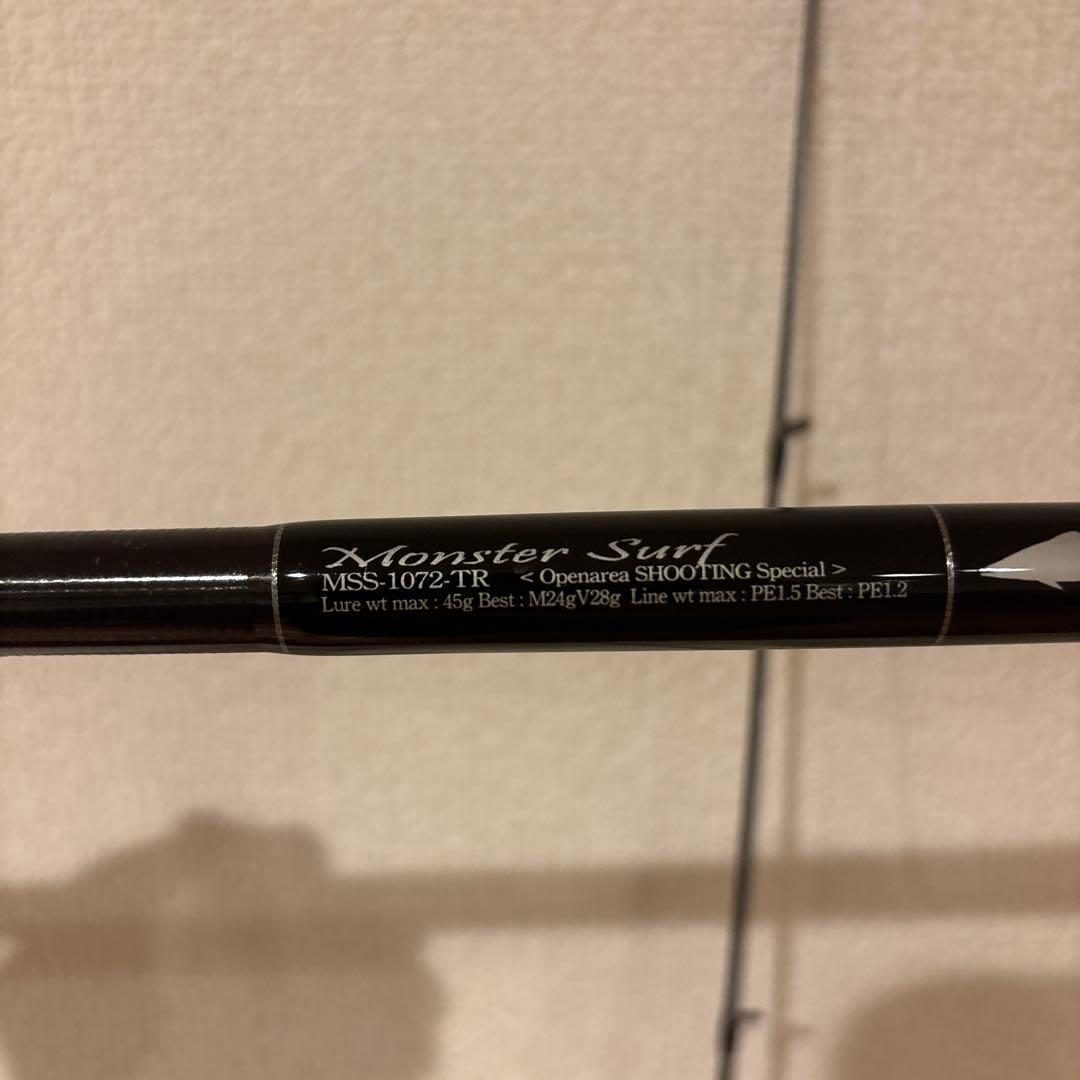 Monster Surf
MSS-1072-TR < Openarea SHOOTING Special >
Lure wt max : 45g Best : M24gV28g Line wt max : PE1.5 Best : PE1.2